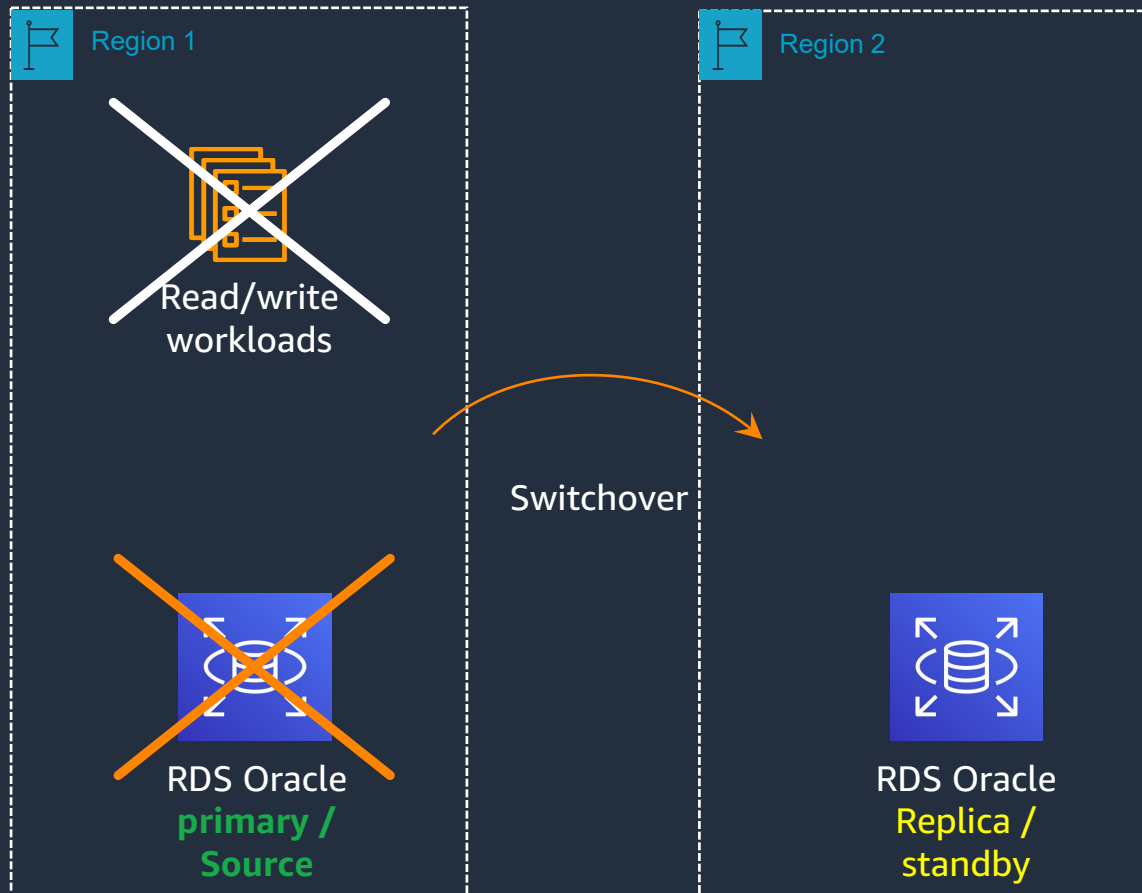 Region 1
Region 2
Read/write
workloads
Switchover
RDS Oracle
primary /
Source
RDS Oracle
Replica /
standby